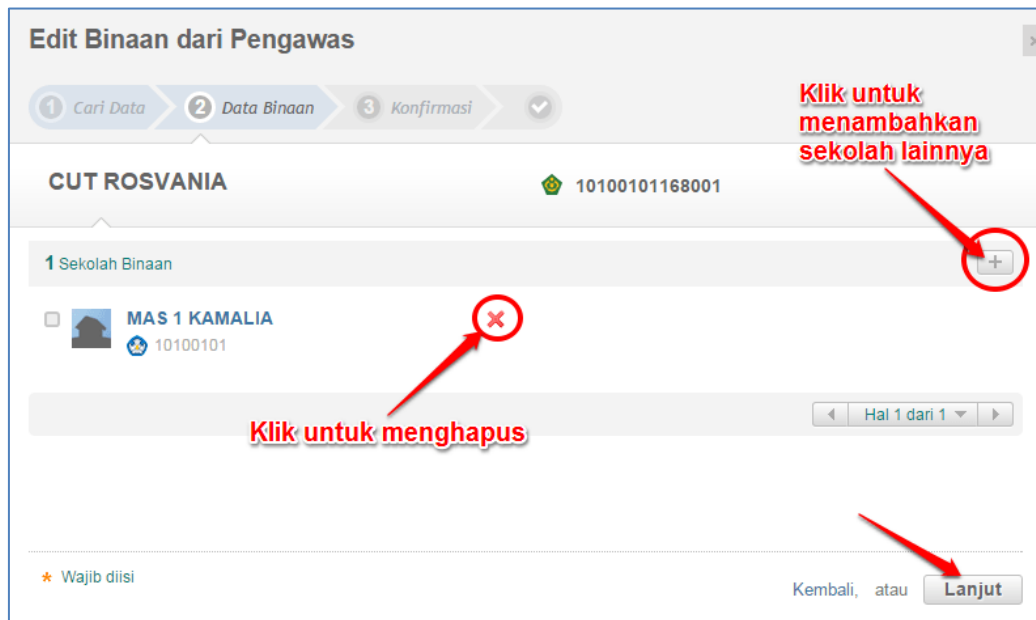 Edit Binaan dari Pengawas
1 Cari Data 2 Data Binaan 3 Konfirmasi
Klik untuk
menambahkan
sekolah lainnya
CUT ROSVANIA 10100101168001
1 Sekolah Binaan
MAS 1 KAMALIA
10100101
Hal 1 dari 1
Klik untuk menghapus
* Wajib diisi
Kembali, atau Lanjut